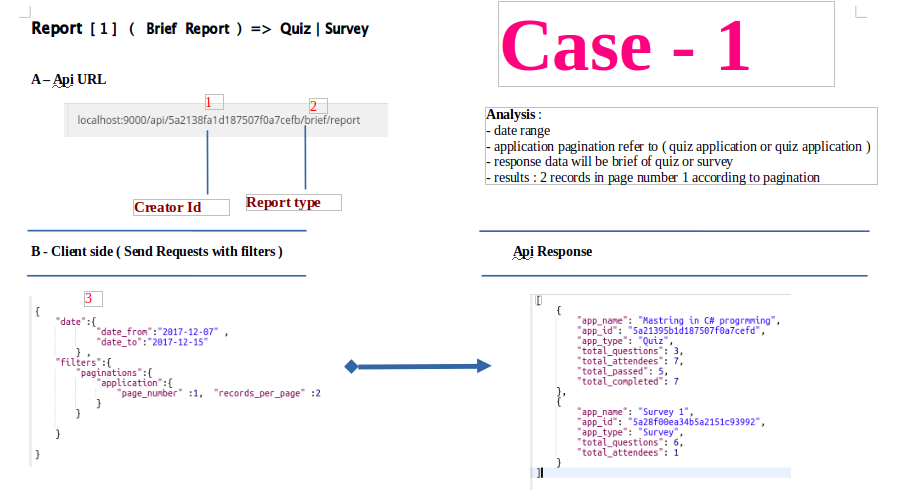 Report [ 1 ] ( Brief Report ) => Quiz | Survey
Case - 1
A – Api URL
1
2
localhost:9000/api/5a2138fa1d187507f0a7cefb/brief/report
Creator Id
Report type
Analysis :
- date range
- application pagination refer to ( quiz application or quiz application )
- response data will be brief of quiz or survey
- results : 2 records in page number 1 according to pagination
B - Client side ( Send Requests with filters )
Api Response
3
{
"date":{
"date_from":"2017-12-07" ,
"date_to":"2017-12-15"
} ,
"filters":{
"paginations":{
"application":{
"page_number" :1, "records_per_page" :2
}
}
}
}
[
{
"app_name": "Mastring in C# progrmming",
"app_id": "5a21395b1d187507f0a7cefd",
"app_type": "Quiz",
"total_questions": 3,
"total_attendees": 7,
"total_passed": 5,
"total_completed": 7
},
{
"app_name": "Survey 1",
"app_id": "5a28f00ea34b5a2151c93992",
"app_type": "Survey",
"total_questions": 6,
"total_attendees": 1
}
]